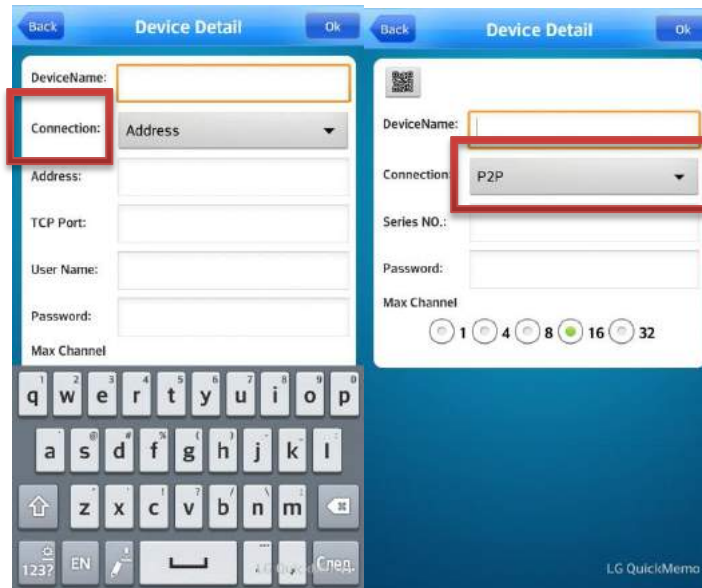 Back Device Detail Ok
DeviceName:
Connection: Address
Address:
TCP Port:
User Name:
Password:
Max Channel
q w e r t y u i o p
a s d f g h j k l
z x c v b n m
123? EN . , След.
Back Device Detail Ok
DeviceName:
Connection: P2P
Series NO.:
Password:
Max Channel
1 4 8 16 32
LG QuickMemo